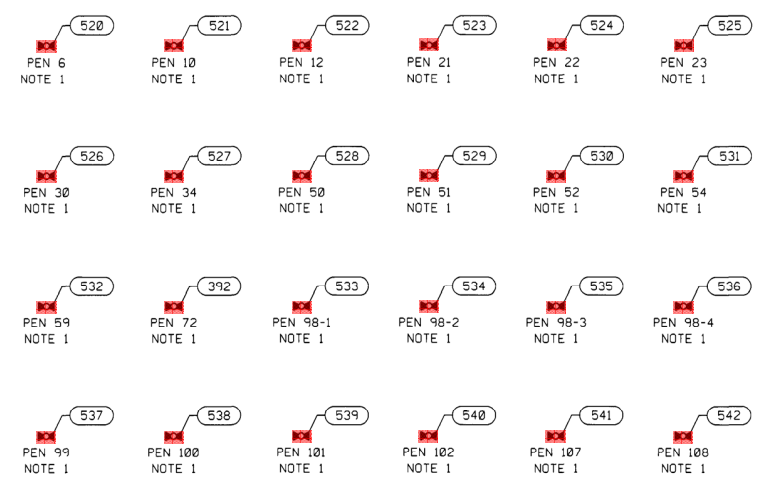 520 521 522 523 524 525
PEN 6 PEN 10 PEN 12 PEN 21 PEN 22 PEN 23
NOTE 1 NOTE 1 NOTE 1 NOTE 1 NOTE 1 NOTE 1
526 527 528 529 530 531
PEN 30 PEN 34 PEN 50 PEN 51 PEN 52 PEN 54
NOTE 1 NOTE 1 NOTE 1 NOTE 1 NOTE 1 NOTE 1
532 392 533 534 535 536
PEN 59 PEN 72 PEN 98-1 PEN 98-2 PEN 98-3 PEN 98-4
NOTE 1 NOTE 1 NOTE 1 NOTE 1 NOTE 1 NOTE 1
537 538 539 540 541 542
PEN 99 PEN 100 PEN 101 PEN 102 PEN 107 PEN 108
NOTE 1 NOTE 1 NOTE 1 NOTE 1 NOTE 1 NOTE 1